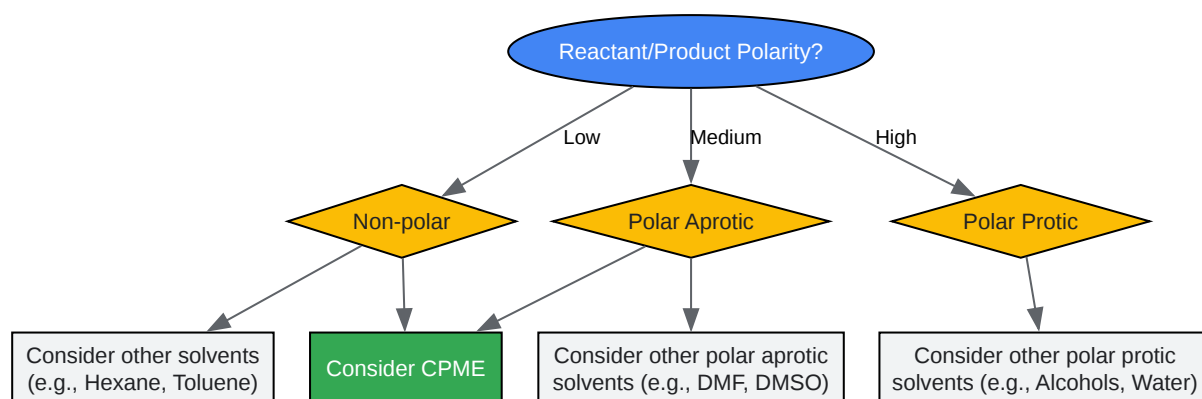 Reactant/Product Polarity?
Low
Medium
High
Non-polar
Polar Aprotic
Polar Protic
Consider other solvents
(e.g., Hexane, Toluene)
Consider CPME
Consider other polar aprotic
solvents (e.g., DMF, DMSO)
Consider other polar protic
solvents (e.g., Alcohols, Water)